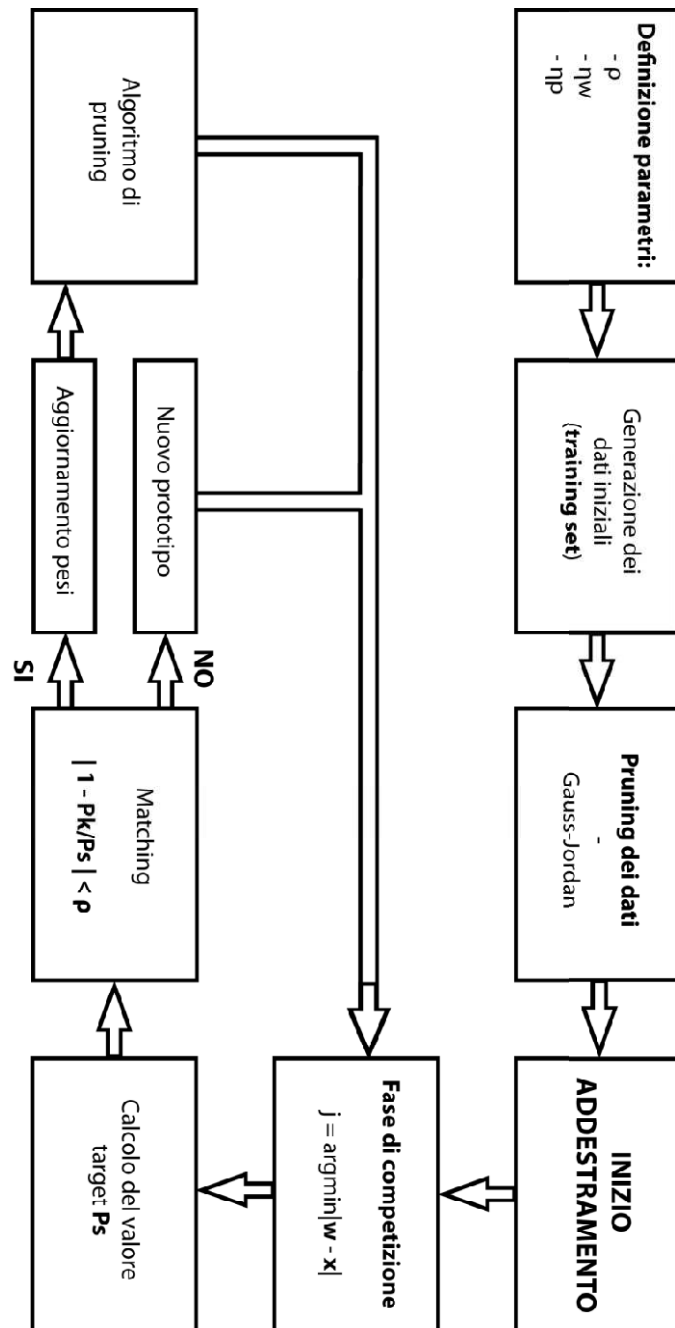 Definizione parametri:
- ρ
- ηw
- ηp
Generazione dei
dati iniziali
(training set)
Pruning dei dati
-
Gauss-Jordan
INIZIO
ADDESTRAMENTO
Fase di competizione
j = argmin|w - x|
Calcolo del valore
target Ps
Matching
| 1 - Pk/Ps | < ρ
NO
SI
Nuovo prototipo
Aggiornamento pesi
Algoritmo di
pruning